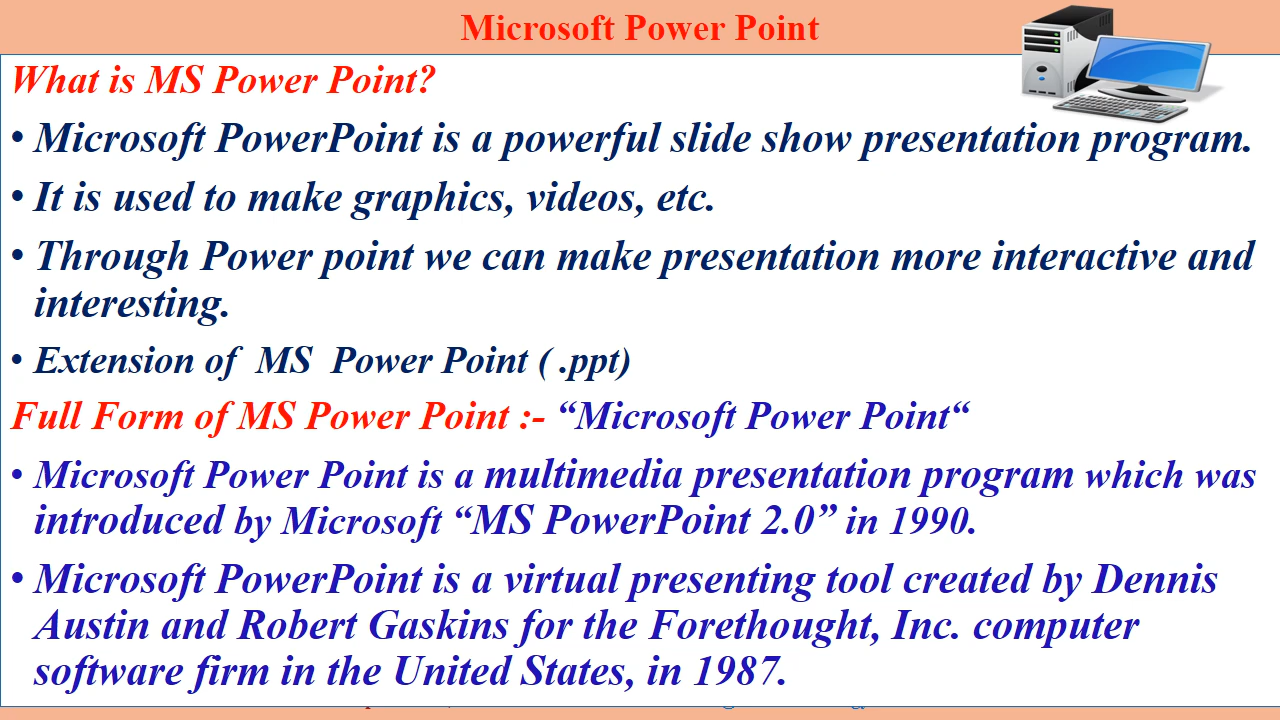 Microsoft Power Point
What is MS Power Point?
• Microsoft PowerPoint is a powerful slide show presentation program.
• It is used to make graphics, videos, etc.
• Through Power point we can make presentation more interactive and
interesting.
• Extension of  MS  Power Point ( .ppt)
Full Form of MS Power Point :- “Microsoft Power Point“
• Microsoft Power Point is a multimedia presentation program which was
introduced by Microsoft “MS PowerPoint 2.0” in 1990.
• Microsoft PowerPoint is a virtual presenting tool created by Dennis
Austin and Robert Gaskins for the Forethought, Inc. computer
software firm in the United States, in 1987.